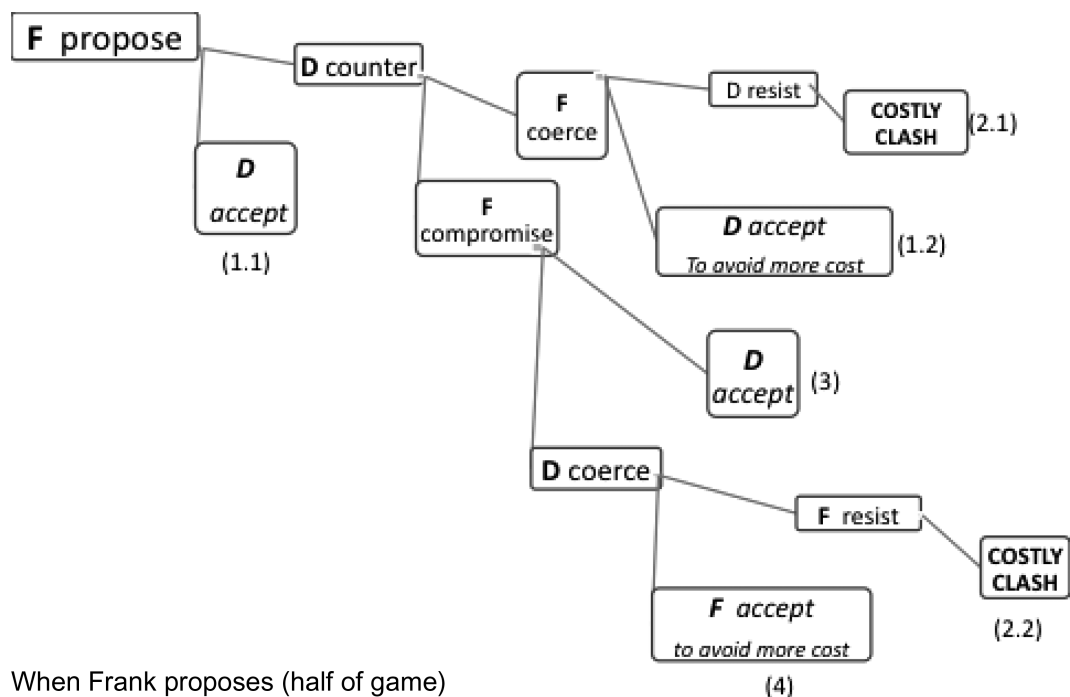 F propose
D counter
F
coerce
D resist
COSTLY
CLASH
(2.1)
D
accept
(1.1)
F
compromise
D accept
To avoid more cost
(1.2)
D
accept
(3)
D coerce
F resist
COSTLY
CLASH
(2.2)
F accept
to avoid more cost
(4)
When Frank proposes (half of game)